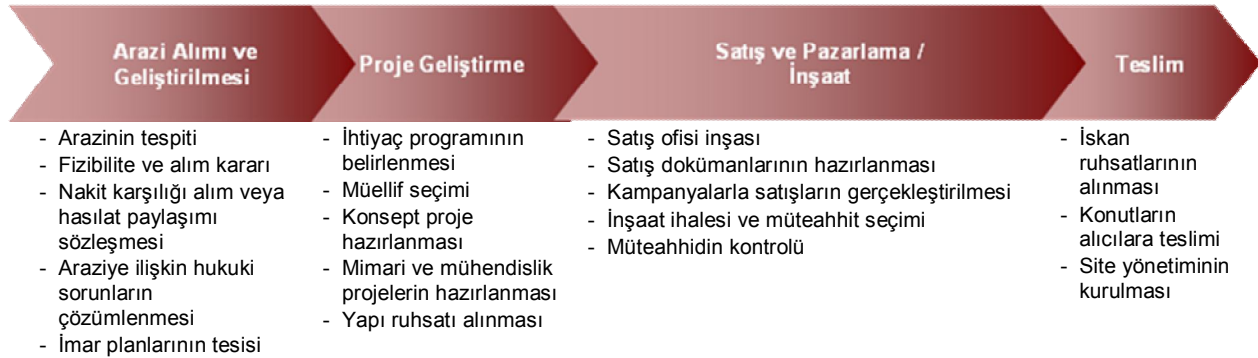 Arazi Alımı ve
Geliştirilmesi
Proje Geliştirme
Satış ve Pazarlama /
İnşaat
Teslim
- Arazinin tespiti
- Fizibilite ve alım kararı
- Nakit karşılığı alım veya
hasılat paylaşımı
sözleşmesi
- Araziye ilişkin hukuki
sorunların
çözümlenmesi
- İmar planlarının tesisi
- İhtiyaç programının
belirlenmesi
- Müellif seçimi
- Konsept proje
hazırlanması
- Mimari ve mühendislik
projelerin hazırlanması
- Yapı ruhsatı alınması
- Satış ofisi inşası
- Satış dokümanlarının hazırlanması
- Kampanyalarla satışların gerçekleştirilmesi
- İnşaat ihalesi ve müteahhit seçimi
- Müteahhidin kontrolü
- İskan
ruhsatlarının
alınması
- Konutların
alıcılara teslimi
- Site yönetiminin
kurulması